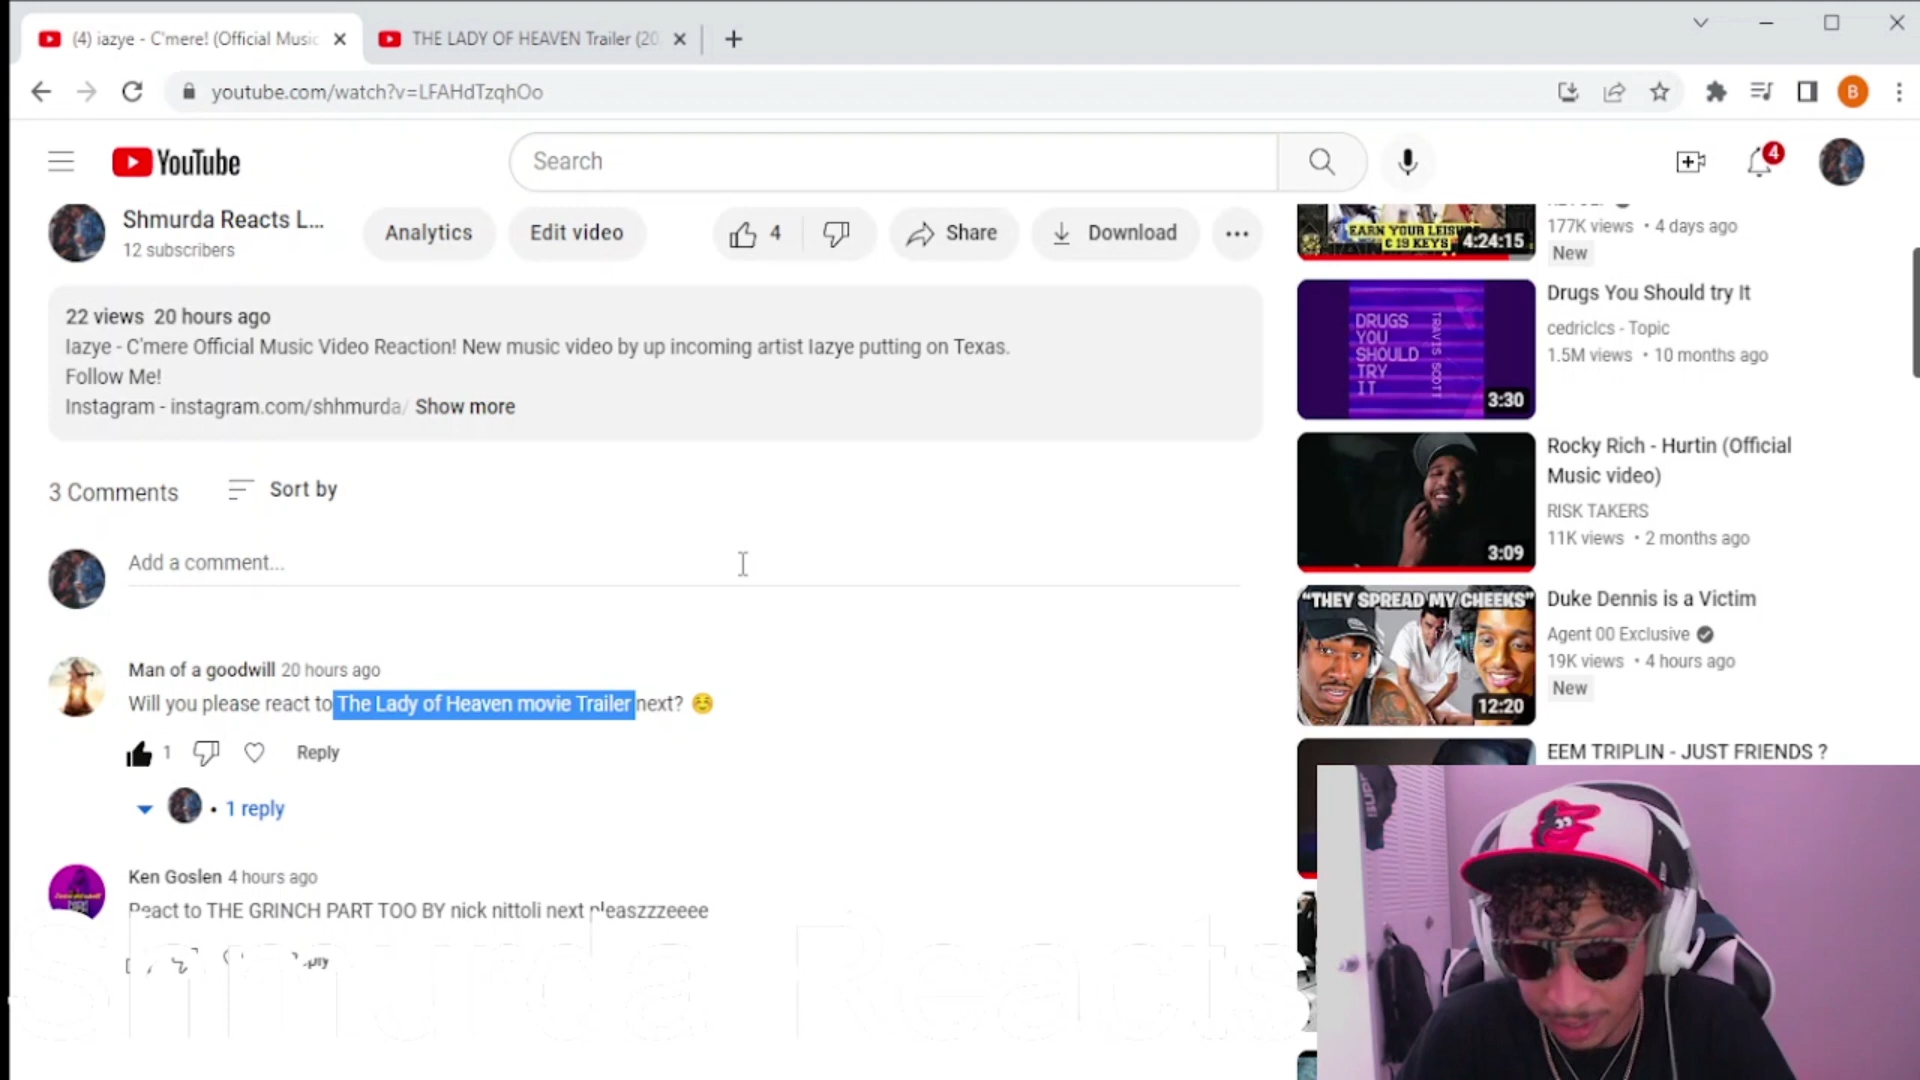 (4) iazye - C'mere! (Official Music
THE LADY OF HEAVEN Trailer (20
youtube.com/watch?v=LFAHdTzqhOo
B
YouTube
Search
4
Shmurda Reacts L...
12 subscribers
Analytics
Edit video
4
Share
Download
22 views 20 hours ago
Iazye - C'mere Official Music Video Reaction! New music video by up incoming artist Iazye putting on Texas.
Follow Me!
Instagram - instagram.com/shhmurda/ Show more
3 Comments
Sort by
Add a comment...
Man of a goodwill 20 hours ago
Will you please react to The Lady of Heaven movie Trailer next? ☺️
1
Reply
• 1 reply
Ken Goslen 4 hours ago
React to THE GRINCH PART TOO BY nick nittoli next pleaszzzeeee
Shmurda Reacts
EARN YOUR LEISURE
& 19 KEYS
4:24:15
177K views • 4 days ago
New
DRUGS
YOU
SHOULD
TRY
IT
TRAVIS SCOTT
3:30
Drugs You Should try It
cedriclcs - Topic
1.5M views • 10 months ago
3:09
Rocky Rich - Hurtin (Official
Music video)
RISK TAKERS
11K views • 2 months ago
"THEY SPREAD MY CHEEKS"
12:20
Duke Dennis is a Victim
Agent 00 Exclusive
19K views • 4 hours ago
New
EEM TRIPLIN - JUST FRIENDS ?